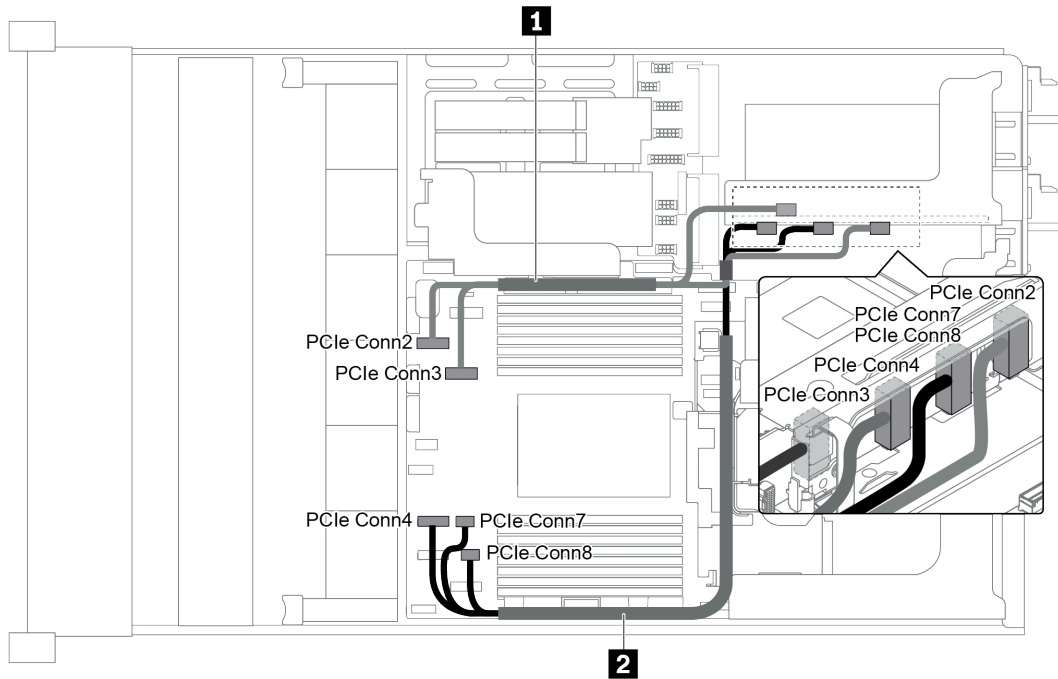 1
PCIe Conn2
PCIe Conn7
PCIe Conn8
PCIe Conn4
PCIe Conn3
PCIe Conn2
PCIe Conn3
PCIe Conn4
PCIe Conn7
PCIe Conn8
2